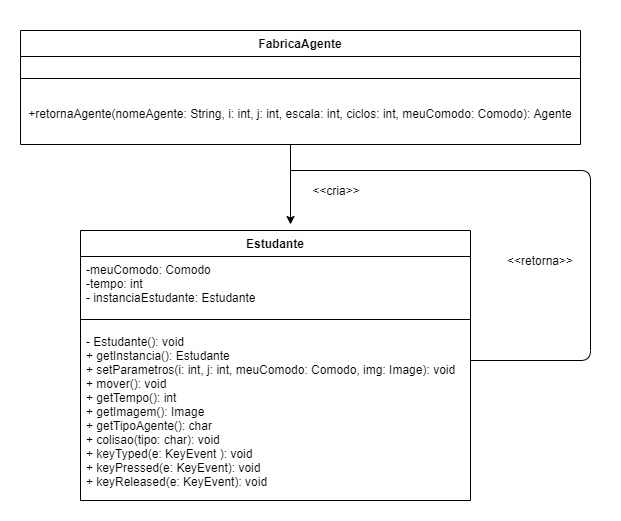 FabricaAgente
+retornaAgente(nomeAgente: String, i: int, j: int, escala: int, ciclos: int, meuComodo: Comodo): Agente
<<cria>>
<<retorna>>
Estudante
-meuComodo: Comodo
-tempo: int
- instanciaEstudante: Estudante
- Estudante(): void
+ getInstancia(): Estudante
+ setParametros(i: int, j: int, meuComodo: Comodo, img: Image): void
+ mover(): void
+ getTempo(): int
+ getImagem(): Image
+ getTipoAgente(): char
+ colisao(tipo: char): void
+ keyTyped(e: KeyEvent ): void
+ keyPressed(e: KeyEvent): void
+ keyReleased(e: KeyEvent): void